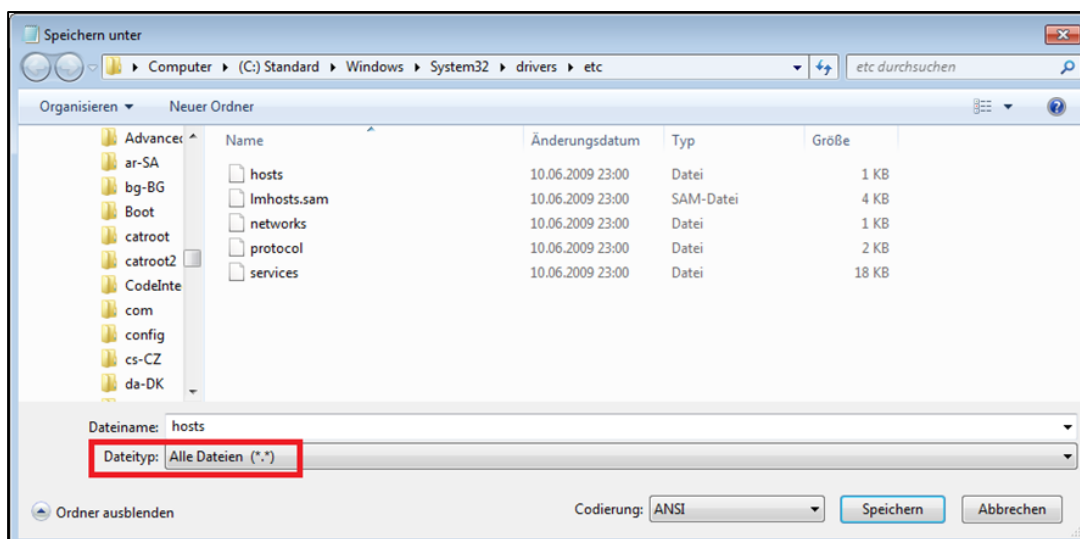 Speichern unter
Computer (C:) Standard Windows System32 drivers etc etc durchsuchen
Organisieren Neuer Ordner
Name Änderungsdatum Typ Größe
Advanced
ar-SA
bg-BG
Boot
catroot
catroot2
CodeInte
com
config
cs-CZ
da-DK
hosts 10.06.2009 23:00 Datei 1 KB
lmhosts.sam 10.06.2009 23:00 SAM-Datei 4 KB
networks 10.06.2009 23:00 Datei 1 KB
protocol 10.06.2009 23:00 Datei 2 KB
services 10.06.2009 23:00 Datei 18 KB
Dateiname: hosts
Dateityp: Alle Dateien (*.*)
Ordner ausblenden Codierung: ANSI Speichern Abbrechen